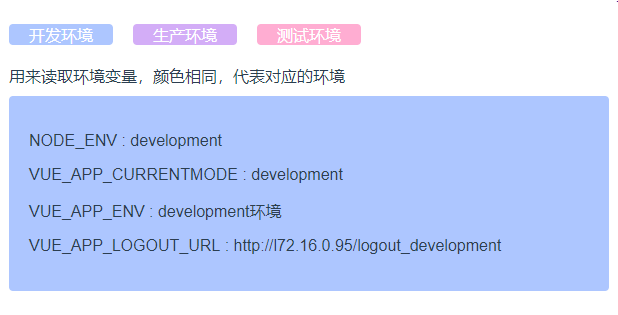 开发环境 生产环境 测试环境
用来读取环境变量，颜色相同，代表对应的环境
NODE_ENV : development
VUE_APP_CURRENTMODE : development
VUE_APP_ENV : development环境
VUE_APP_LOGOUT_URL : http://l72.16.0.95/logout_development